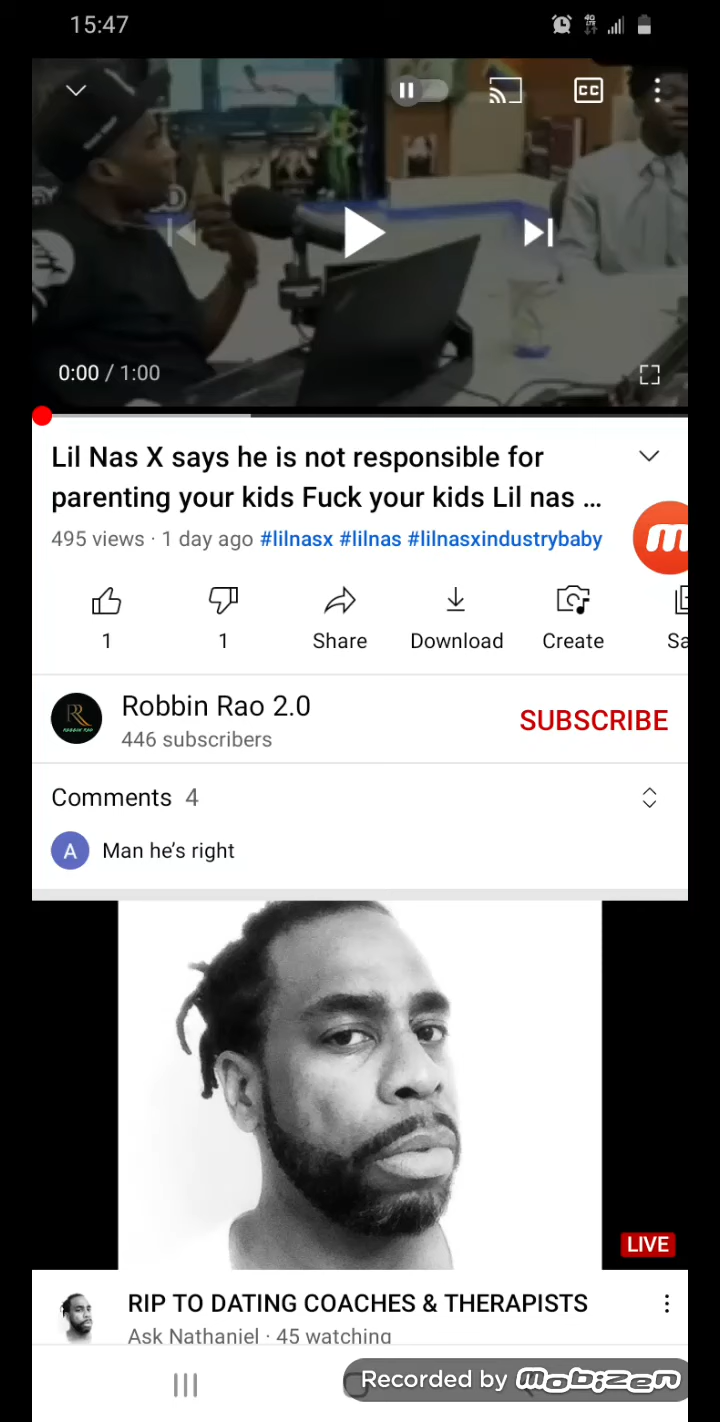 15:47
CC
0:00 / 1:00
Lil Nas X says he is not responsible for
parenting your kids Fuck your kids Lil nas ...
495 views · 1 day ago #lilnasx #lilnas #lilnasxindustrybaby
1
1
Share
Download
Create
Sa
Robbin Rao 2.0
446 subscribers
SUBSCRIBE
Comments 4
A
Man he's right
LIVE
RIP TO DATING COACHES & THERAPISTS
Ask Nathaniel · 45 watching
Recorded by mobizen